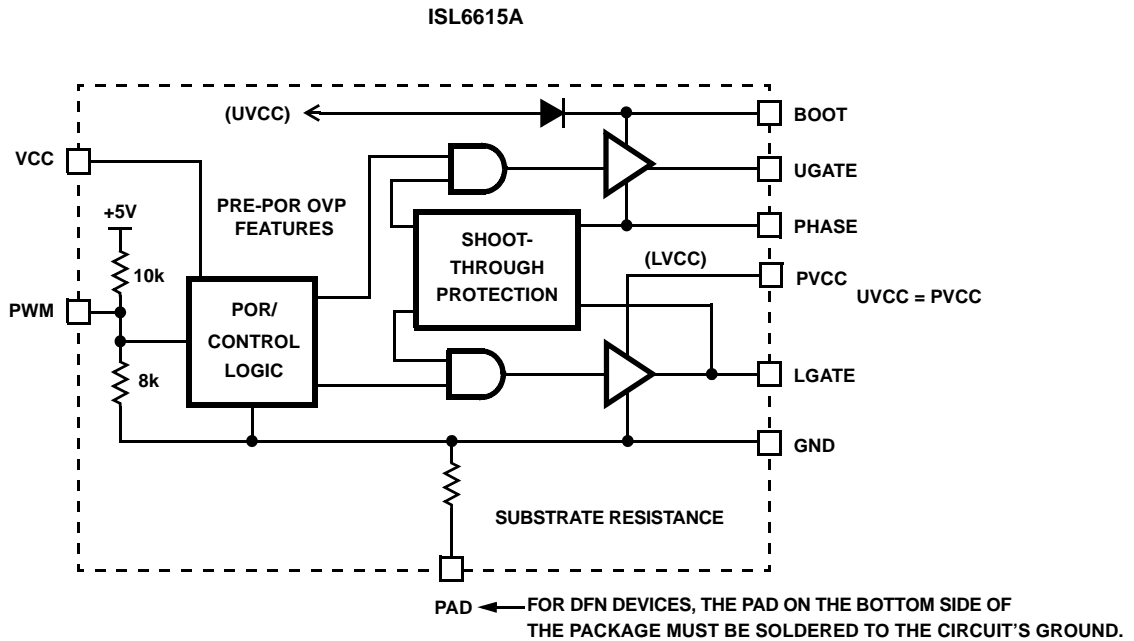 ISL6615A
(UVCC)
BOOT
VCC
UGATE
+5V
PRE-POR OVP
FEATURES
PHASE
SHOOT-
THROUGH
PROTECTION
(LVCC)
10k
PVCC
UVCC = PVCC
PWM
POR/
CONTROL
LOGIC
8k
LGATE
GND
SUBSTRATE RESISTANCE
PAD
FOR DFN DEVICES, THE PAD ON THE BOTTOM SIDE OF
THE PACKAGE MUST BE SOLDERED TO THE CIRCUIT'S GROUND.